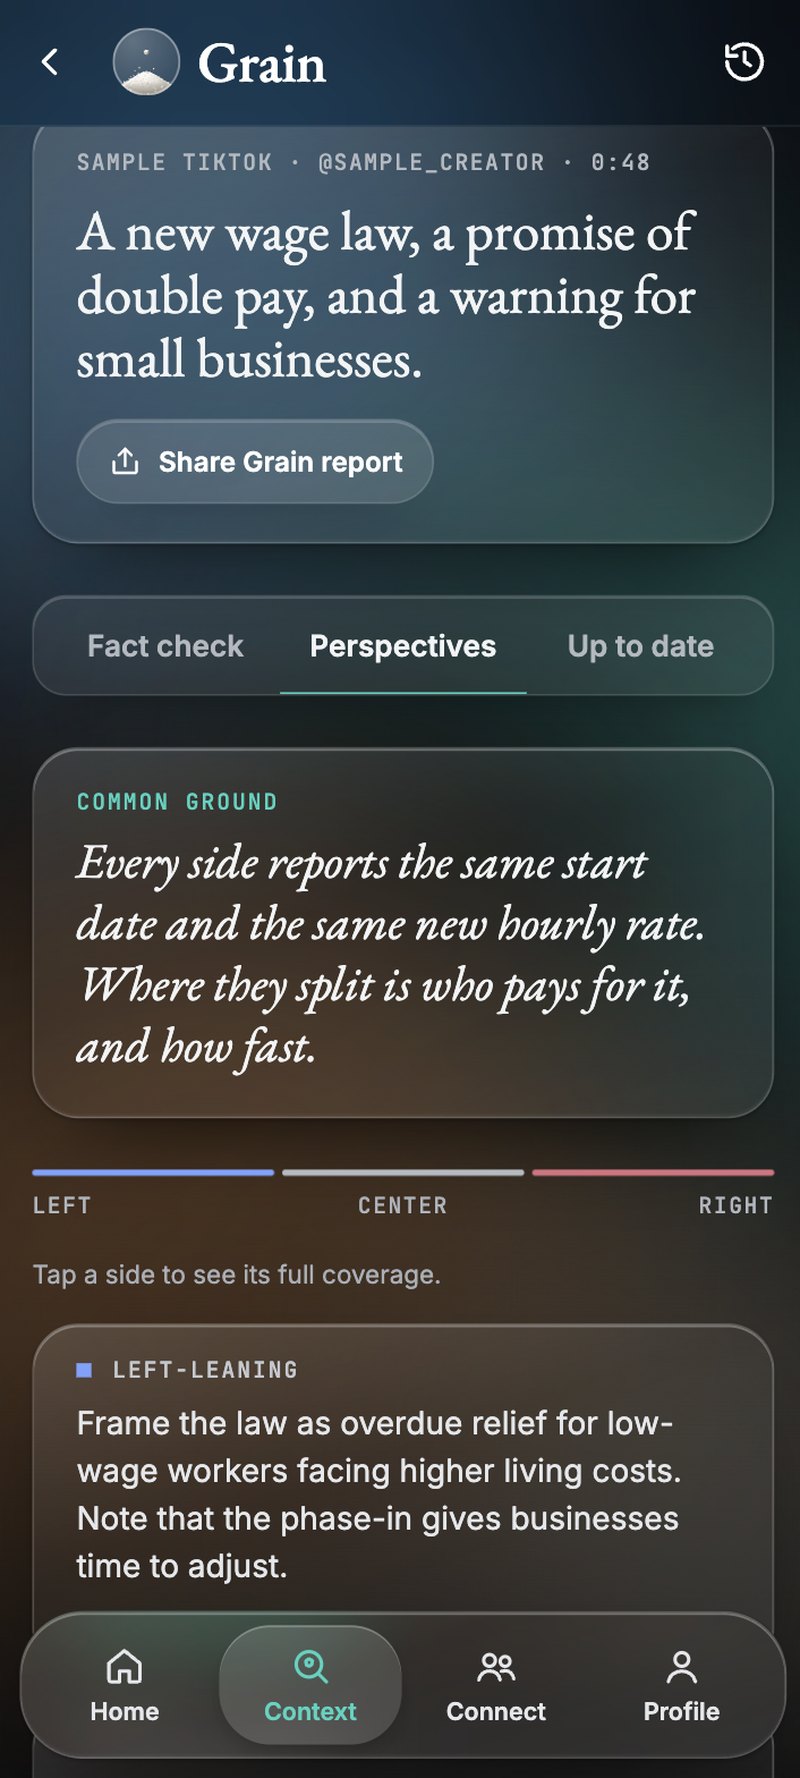 Grain
SAMPLE TIKTOK · @SAMPLE_CREATOR · 0:48
A new wage law, a promise of
double pay, and a warning for
small businesses.
Share Grain report
Fact check Perspectives Up to date
COMMON GROUND
Every side reports the same start
date and the same new hourly rate.
Where they split is who pays for it,
and how fast.
LEFT CENTER RIGHT
Tap a side to see its full coverage.
LEFT-LEANING
Frame the law as overdue relief for low-
wage workers facing higher living costs.
Note that the phase-in gives businesses
time to adjust.
Home Context Connect Profile